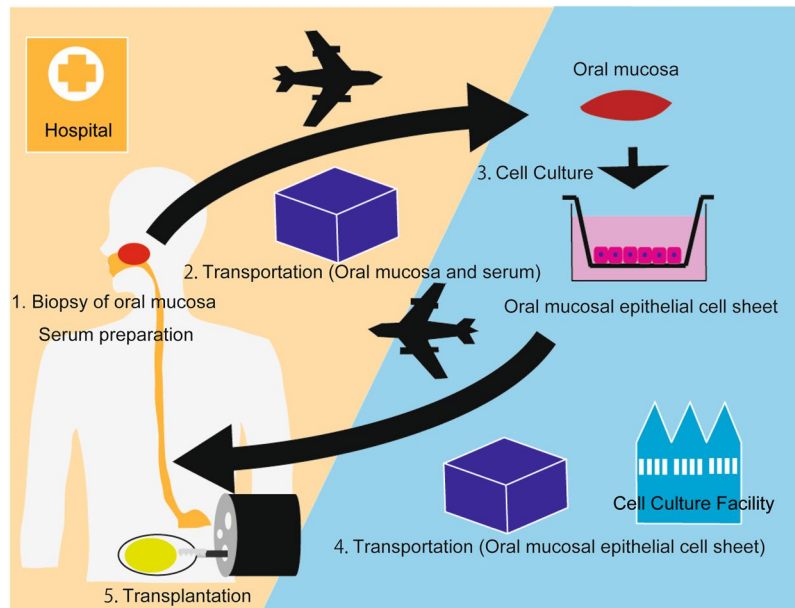 Hospital
1. Biopsy of oral mucosa
Serum preparation
2. Transportation (Oral mucosa and serum)
Oral mucosa
3. Cell Culture
Oral mucosal epithelial cell sheet
Cell Culture Facility
4. Transportation (Oral mucosal epithelial cell sheet)
5. Transplantation